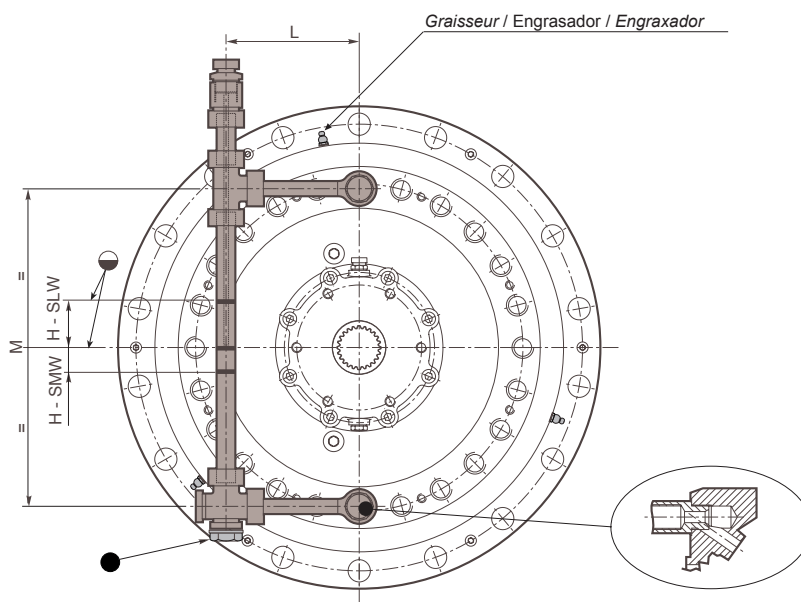 L
Graisseur / Engrasador / Engraxador
=
H - SLW
M
H - SMW
=